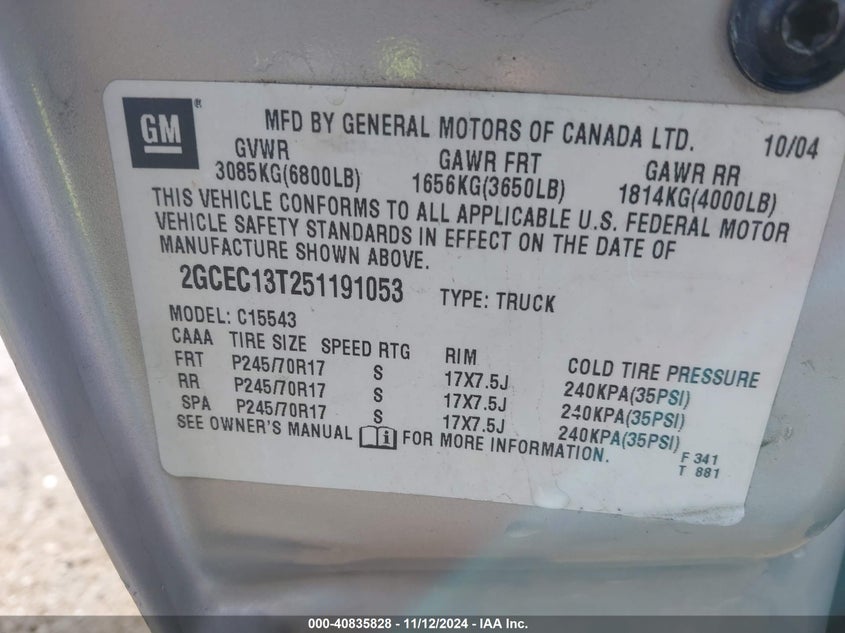 GM® MFD BY GENERAL MOTORS OF CANADA LTD. 10/04
GVWR GAWR FRT GAWR RR
3085KG(6800LB) 1656KG(3650LB) 1814KG(4000LB)
THIS VEHICLE CONFORMS TO ALL APPLICABLE U.S. FEDERAL MOTOR
VEHICLE SAFETY STANDARDS IN EFFECT ON THE DATE OF
MANUFACTURE SHOWN ABOVE.
2GCEC13T251191053 TYPE: TRUCK
MODEL: C15543
CAAA TIRE SIZE SPEED RTG RIM COLD TIRE PRESSURE
FRT P245/70R17 S 17X7.5J 240KPA(35PSI)
RR P245/70R17 S 17X7.5J 240KPA(35PSI)
SPA P245/70R17 S 17X7.5J 240KPA(35PSI)
SEE OWNER'S MANUAL i FOR MORE INFORMATION.
F 341
T 881
000-40835828 - 11/12/2024 - IAA Inc.